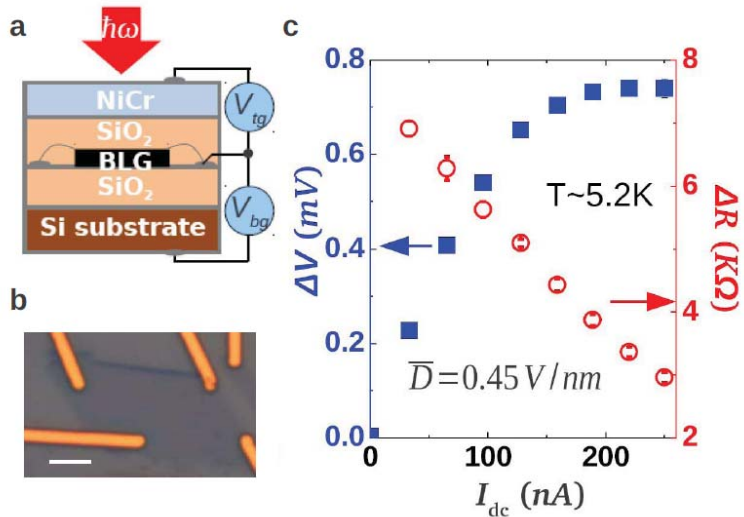 a
ħω
NiCr
SiO₂
BLG
SiO₂
Si substrate
V_tg
V_bg
b
c
ΔV (mV)
0.8
0.6
0.4
0.2
0.0
T~5.2K
D̅=0.45V/nm
0 100 200
I_dc (nA)
8
6
4
2
ΔR (KΩ)